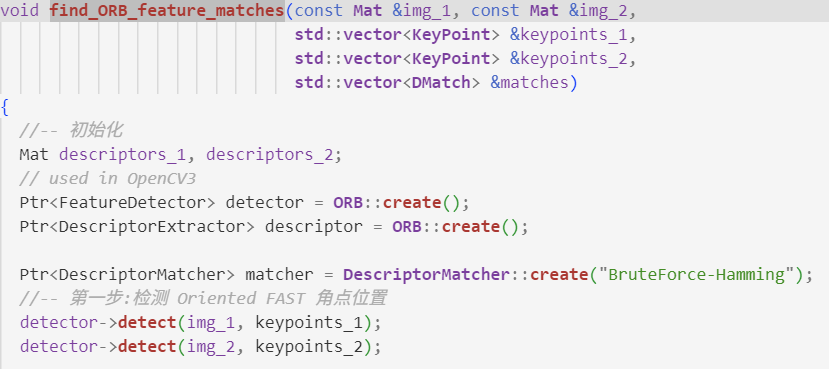 void find_ORB_feature_matches(const Mat &img_1, const Mat &img_2,
                              std::vector<KeyPoint> &keypoints_1,
                              std::vector<KeyPoint> &keypoints_2,
                              std::vector<DMatch> &matches)
{
  //-- 初始化
  Mat descriptors_1, descriptors_2;
  // used in OpenCV3
  Ptr<FeatureDetector> detector = ORB::create();
  Ptr<DescriptorExtractor> descriptor = ORB::create();

  Ptr<DescriptorMatcher> matcher = DescriptorMatcher::create("BruteForce-Hamming");
  //-- 第一步:检测 Oriented FAST 角点位置
  detector->detect(img_1, keypoints_1);
  detector->detect(img_2, keypoints_2);